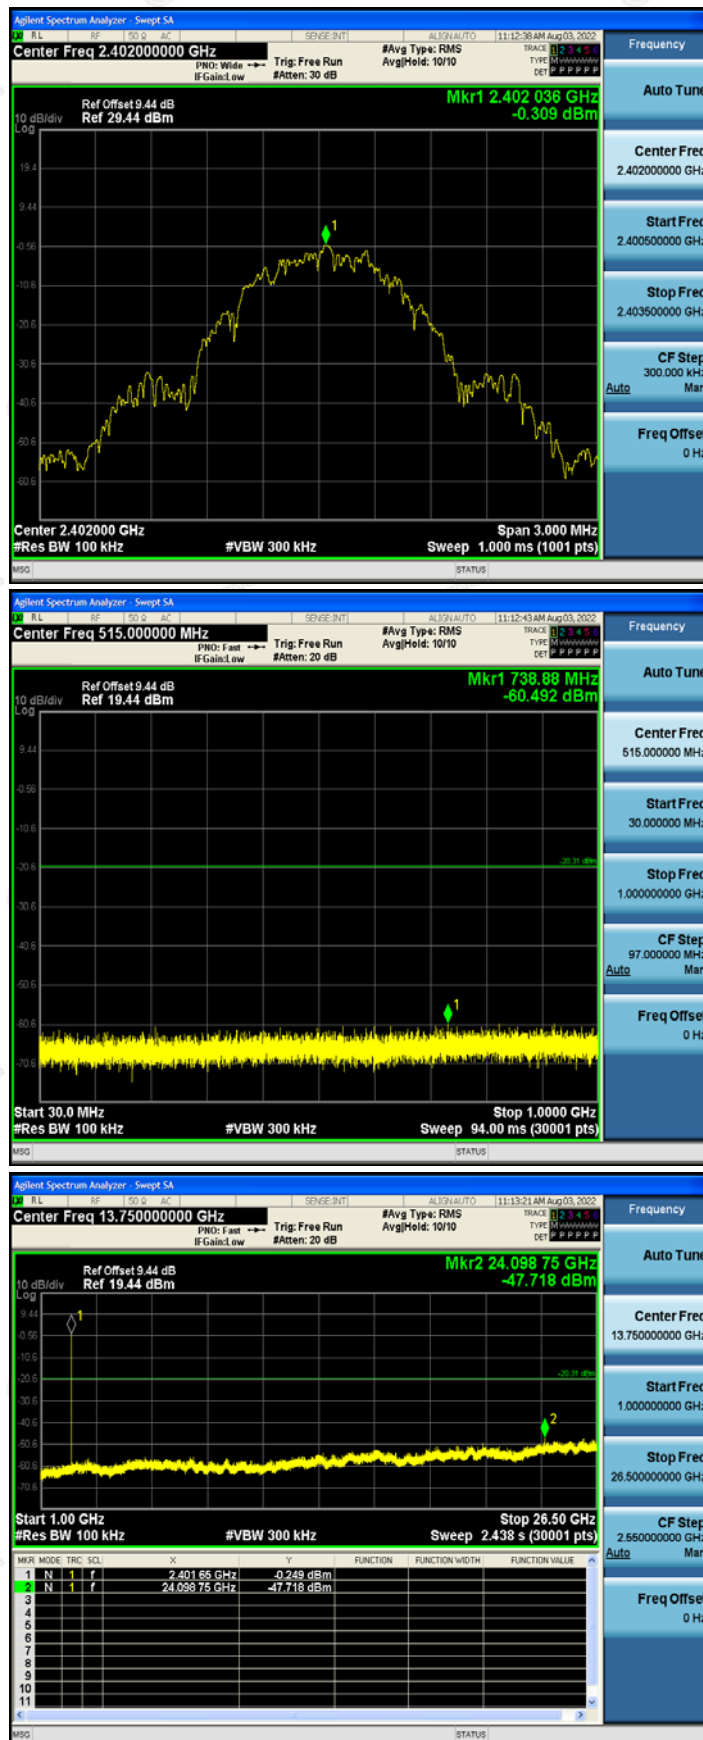 Agilent Spectrum Analyzer - Swept SA
RL RF 50 Ω AC SENSE:INT ALIGNAUTO 11:12:38 AM Aug 03, 2022
Center Freq 2.402000000 GHz
PNO: Wide
IFGain:Low
Trig: Free Run
#Atten: 30 dB
#Avg Type: RMS
Avg|Hold: 10/10
TRACE 1 2 3 4 5 6
TYPE M
DET P P P P P P
Frequency
Ref Offset 9.44 dB
Ref 29.44 dBm
10 dB/div
Log
Mkr1 2.402 036 GHz
-0.309 dBm
19.4
9.44
-0.56
-10.6
-20.6
-30.6
-40.6
-50.6
-60.6
1
Center 2.402000 GHz
Span 3.000 MHz
#Res BW 100 kHz
#VBW 300 kHz
Sweep 1.000 ms (1001 pts)
MSG
STATUS
Auto Tune
Center Freq
2.402000000 GHz
Start Freq
2.400500000 GHz
Stop Freq
2.403500000 GHz
CF Step
300.000 kHz
Auto Man
Freq Offset
0 Hz
Agilent Spectrum Analyzer - Swept SA
RL RF 50 Ω AC SENSE:INT ALIGNAUTO 11:12:43 AM Aug 03, 2022
Center Freq 515.000000 MHz
PNO: Fast
IFGain:Low
Trig: Free Run
#Atten: 20 dB
#Avg Type: RMS
Avg|Hold: 10/10
TRACE 1 2 3 4 5 6
TYPE M
DET P P P P P P
Frequency
Ref Offset 9.44 dB
Ref 19.44 dBm
10 dB/div
Log
Mkr1 738.88 MHz
-60.492 dBm
9.44
-0.56
-10.6
-20.6
-30.6
-40.6
-50.6
-60.6
-70.6
-20.31 dBm
1
Start 30.0 MHz
Stop 1.0000 GHz
#Res BW 100 kHz
#VBW 300 kHz
Sweep 94.00 ms (30001 pts)
MSG
STATUS
Auto Tune
Center Freq
515.000000 MHz
Start Freq
30.000000 MHz
Stop Freq
1.000000000 GHz
CF Step
97.000000 MHz
Auto Man
Freq Offset
0 Hz
Agilent Spectrum Analyzer - Swept SA
RL RF 50 Ω AC SENSE:INT ALIGNAUTO 11:13:21 AM Aug 03, 2022
Center Freq 13.750000000 GHz
PNO: Fast
IFGain:Low
Trig: Free Run
#Atten: 20 dB
#Avg Type: RMS
Avg|Hold: 10/10
TRACE 1 2 3 4 5 6
TYPE M
DET P P P P P P
Frequency
Ref Offset 9.44 dB
Ref 19.44 dBm
10 dB/div
Log
Mkr2 24.098 75 GHz
-47.718 dBm
9.44
-0.56
-10.6
-20.6
-30.6
-40.6
-50.6
-60.6
-70.6
1
-20.31 dBm
2
Start 1.00 GHz
Stop 26.50 GHz
#Res BW 100 kHz
#VBW 300 kHz
Sweep 2.438 s (30001 pts)
MKR MODE TRC SCL X Y FUNCTION FUNCTION WIDTH FUNCTION VALUE
1 N 1 f 2.401 65 GHz -0.249 dBm
2 N 1 f 24.098 75 GHz -47.718 dBm
3
4
5
6
7
8
9
10
11
MSG
STATUS
Auto Tune
Center Freq
13.750000000 GHz
Start Freq
1.000000000 GHz
Stop Freq
26.500000000 GHz
CF Step
2.550000000 GHz
Auto Man
Freq Offset
0 Hz